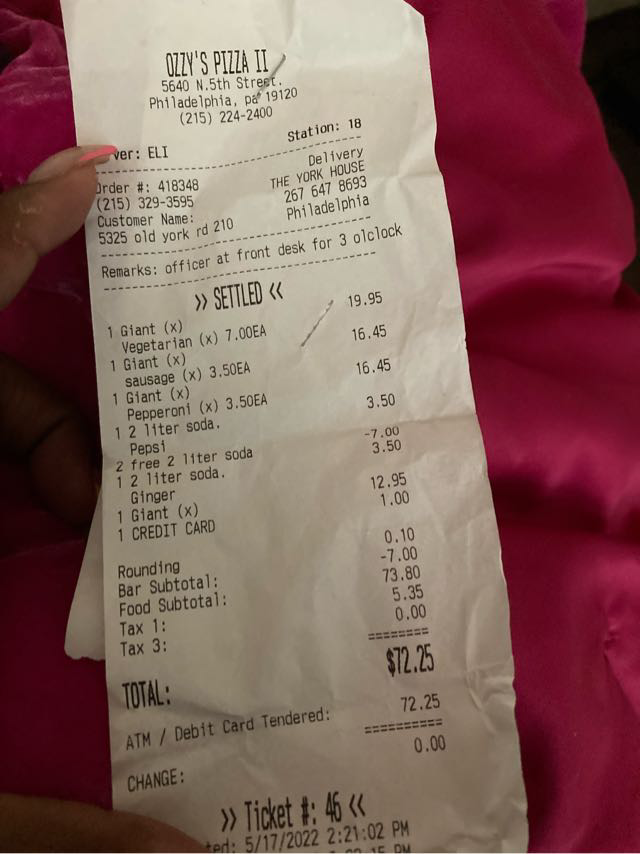 OZZY'S PIZZA II
5640 N.5th Street.
Philadelphia, pa 19120
(215) 224-2400
Station: 18
ver: ELI
Delivery
Order #: 418348
THE YORK HOUSE
(215) 329-3595
267 647 8693
Customer Name:
Philadelphia
5325 old york rd 210
Remarks: officer at front desk for 3 olclock
>> SETTLED <<
1 Giant (x) 19.95
Vegetarian (x) 7.00EA
1 Giant (x) 16.45
sausage (x) 3.50EA
1 Giant (x) 16.45
Pepperoni (x) 3.50EA
1 2 liter soda. 3.50
Pepsi
2 free 2 liter soda -7.00
1 2 liter soda. 3.50
Ginger
1 Giant (x) 12.95
1 CREDIT CARD 1.00
Rounding 0.10
Bar Subtotal: -7.00
Food Subtotal: 73.80
Tax 1: 5.35
Tax 3: 0.00
========
TOTAL: $72.25
ATM / Debit Card Tendered: 72.25
==========
CHANGE: 0.00
>> Ticket #: 46 <<
ted: 5/17/2022 2:21:02 PM